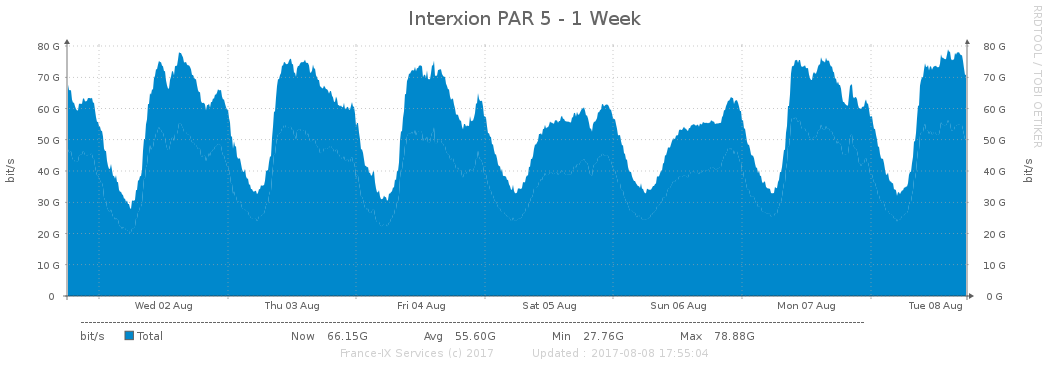 Interxion PAR 5 - 1 Week
RRDTOOL / TOBI OETIKER
80 G
80 G
70 G
70 G
60 G
60 G
50 G
50 G
40 G
40 G
30 G
30 G
20 G
20 G
10 G
10 G
0
0 G
bit/s
bit/s
Wed 02 Aug Thu 03 Aug Fri 04 Aug Sat 05 Aug Sun 06 Aug Mon 07 Aug Tue 08 Aug
bit/s Total Now 66.15G Avg 55.60G Min 27.76G Max 78.88G
France-IX Services (c) 2017 Updated : 2017-08-08 17:55:04